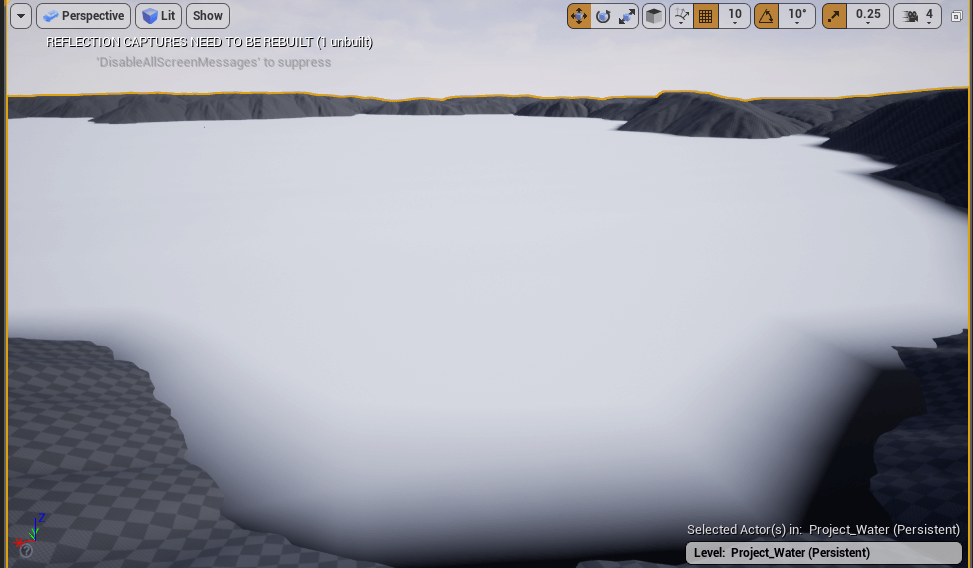 Perspective Lit Show 10 10° 0.25 4
REFLECTION CAPTURES NEED TO BE REBUILT (1 unbuilt)
'DisableAllScreenMessages' to suppress
Z
?
Selected Actor(s) in: Project_Water (Persistent)
Level: Project_Water (Persistent)